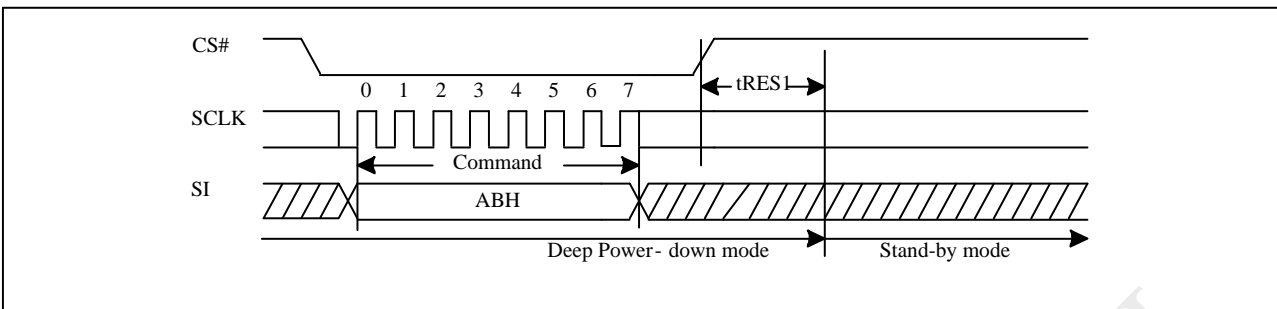 CS#
tRES1
0 1 2 3 4 5 6 7
SCLK
Command
SI
ABH
Deep Power- down mode Stand-by mode